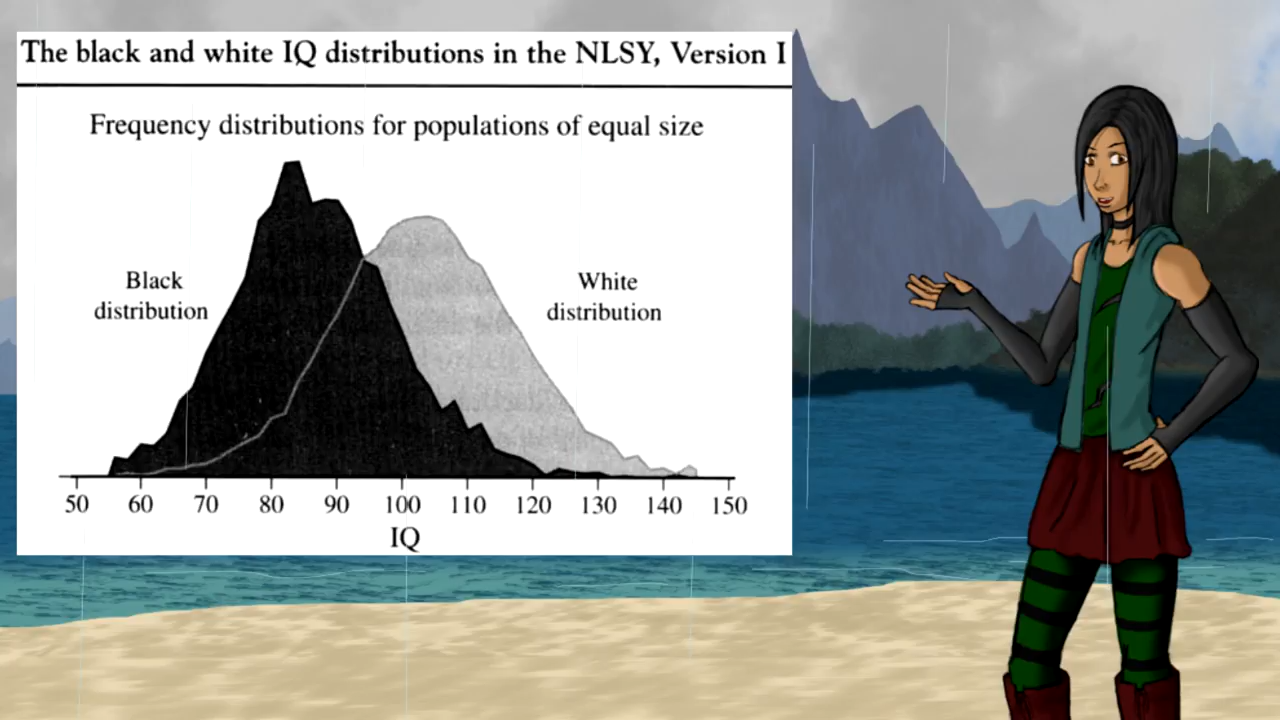 The black and white IQ distributions in the NLSY, Version I
Frequency distributions for populations of equal size
Black
distribution
White
distribution
50 60 70 80 90 100 110 120 130 140 150
IQ